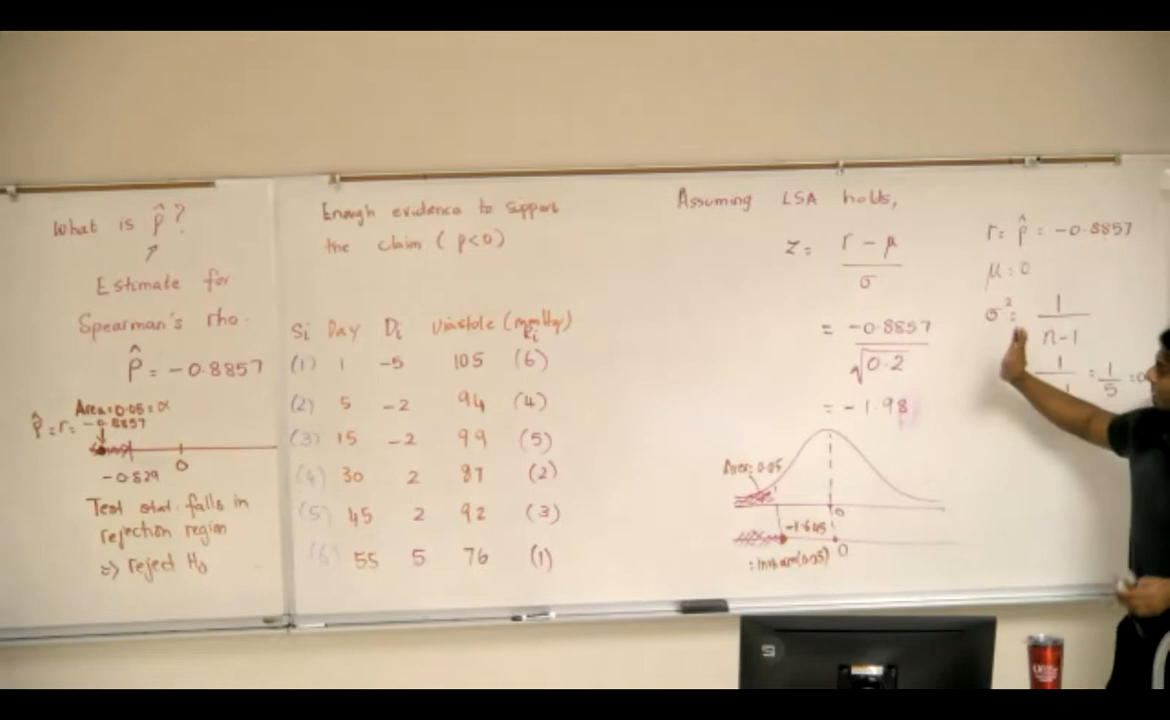 What is ρ̂?
Estimate for
Spearman's rho.
ρ̂ = -0.8857
Area = 0.05 = α
ρ̂ = r = -0.8857
-0.829
0
Test stat. falls in
rejection region
=> reject H₀
Enough evidence to support
the claim (ρ<0)
Si Day Di Viastole (mmHg)
Ri
(1) 1 -5 105 (6)
(2) 5 -2 94 (4)
(3) 15 -2 99 (5)
(4) 30 2 87 (2)
(5) 45 2 92 (3)
(6) 55 5 76 (1)
Assuming LSA holds,
z = r - μ
σ
= -0.8857
√0.2
= -1.98
Area: 0.05
0
-1.645
0
r = ρ̂ = -0.8857
μ = 0
σ² = 1
n-1
1
= 1/5 =